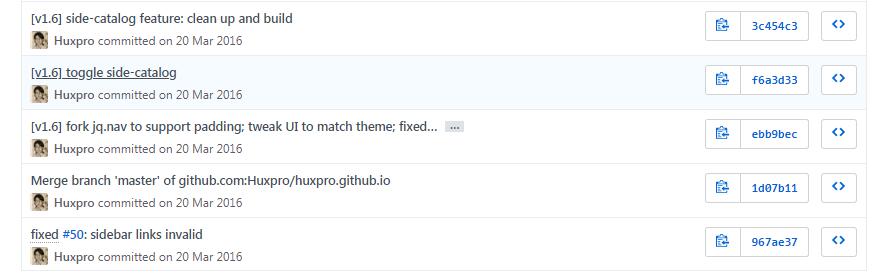 [v1.6] side-catalog feature: clean up and build
Huxpro committed on 20 Mar 2016
3c454c3
[v1.6] toggle side-catalog
Huxpro committed on 20 Mar 2016
f6a3d33
[v1.6] fork jq.nav to support padding; tweak UI to match theme; fixed... ...
Huxpro committed on 20 Mar 2016
ebb9bec
Merge branch 'master' of github.com:Huxpro/huxpro.github.io
Huxpro committed on 20 Mar 2016
1d07b11
fixed #50: sidebar links invalid
Huxpro committed on 20 Mar 2016
967ae37